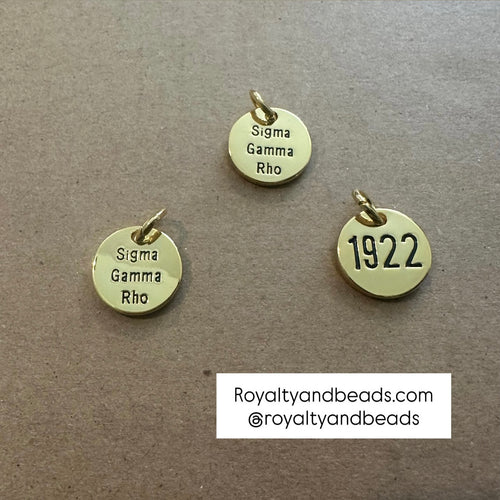 Sigma
Gamma
Rho
Sigma
Gamma
Rho
1922
Royaltyandbeads.com
@royaltyandbeads